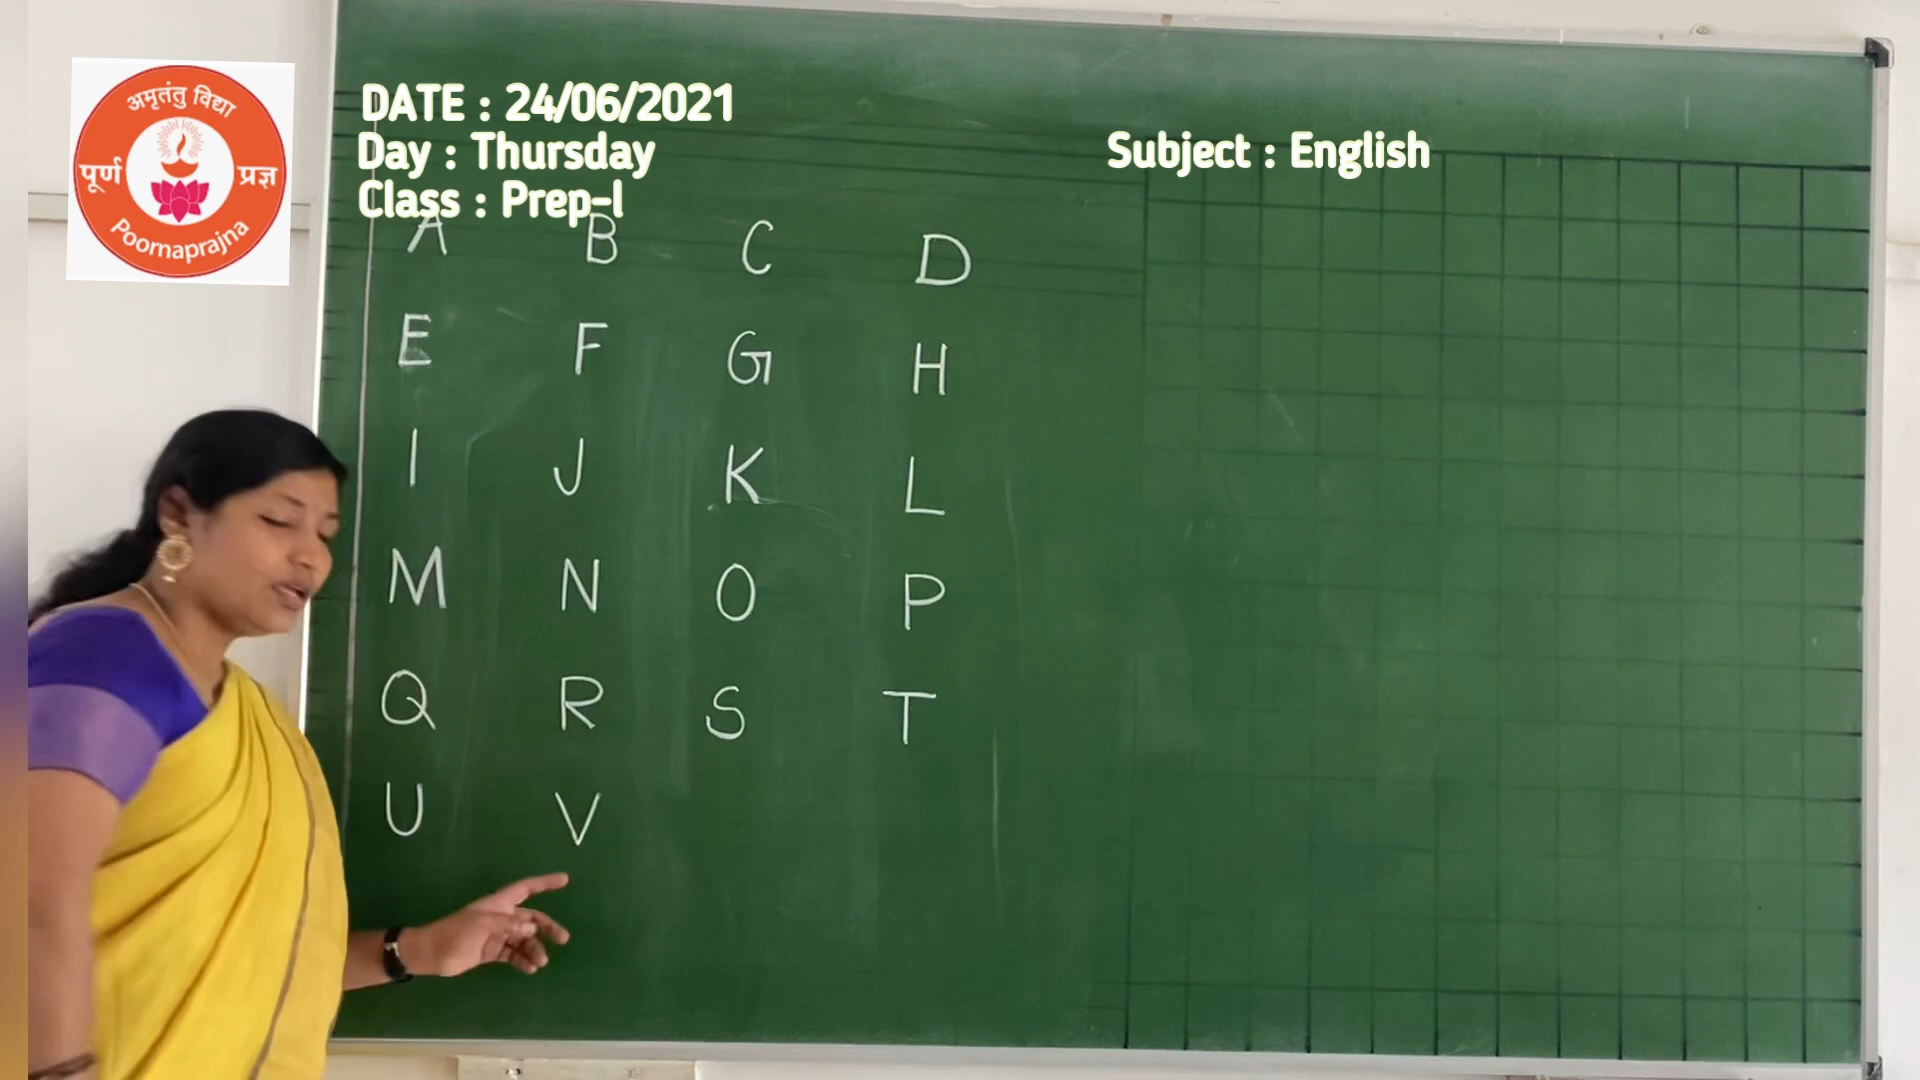 अमृतंतु विद्या
पूर्ण प्रज्ञ
Poornaprajna
DATE : 24/06/2021
Day : Thursday
Subject : English
Class : Prep-l
A B C D
E F G H
I J K L
M N O P
Q R S T
U V